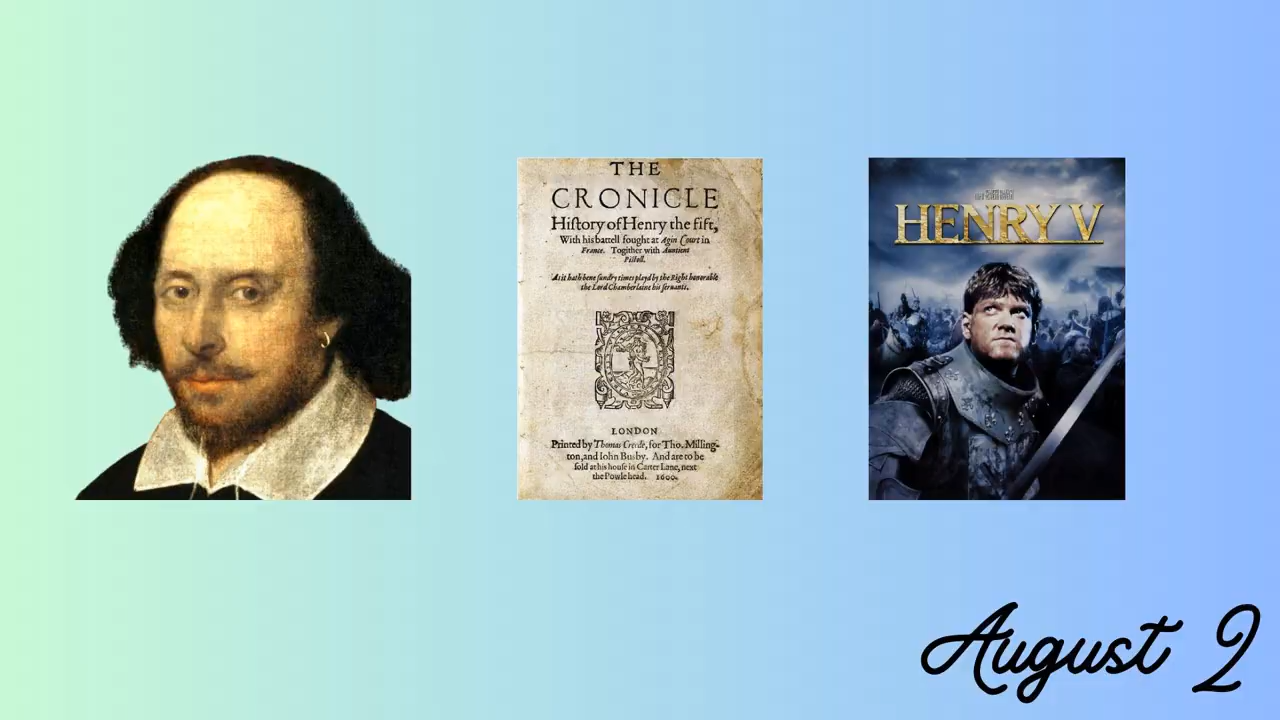 THE
CRONICLE
History of Henry the fift,
With his battell fought at Agin Court in
France. Togither with Auntient
Pistoll.
As it hath bene sundry times playd by the Right honorable
the Lord Chamberlaine his seruants.
LONDON
Printed by Thomas Creede, for Tho. Milling-
ton, and Iohn Busby. And are to be
sold at his house in Carter Lane, next
the Powle head. 1600.
HENRY V
August 2